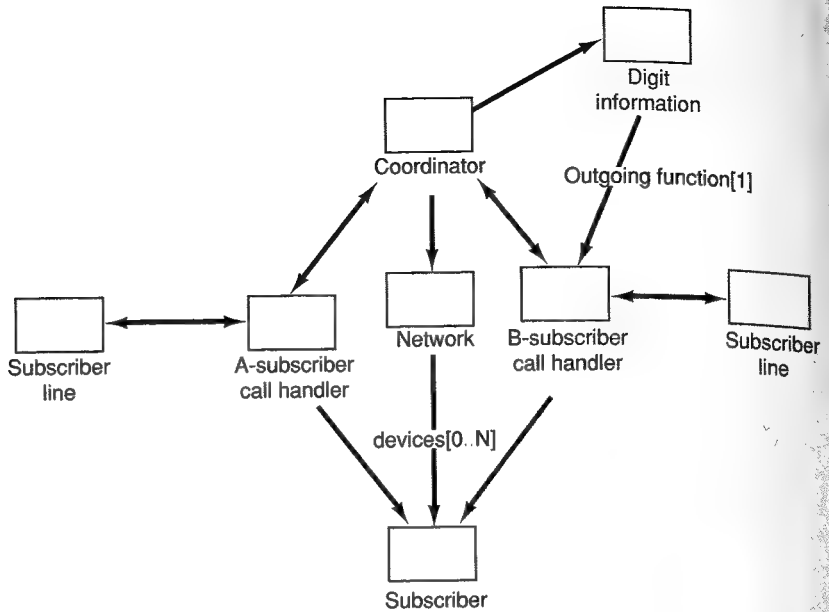 Digit
information
Coordinator
Outgoing function[1]
Subscriber
line
A-subscriber
call handler
Network
B-subscriber
call handler
Subscriber
line
devices[0..N]
Subscriber